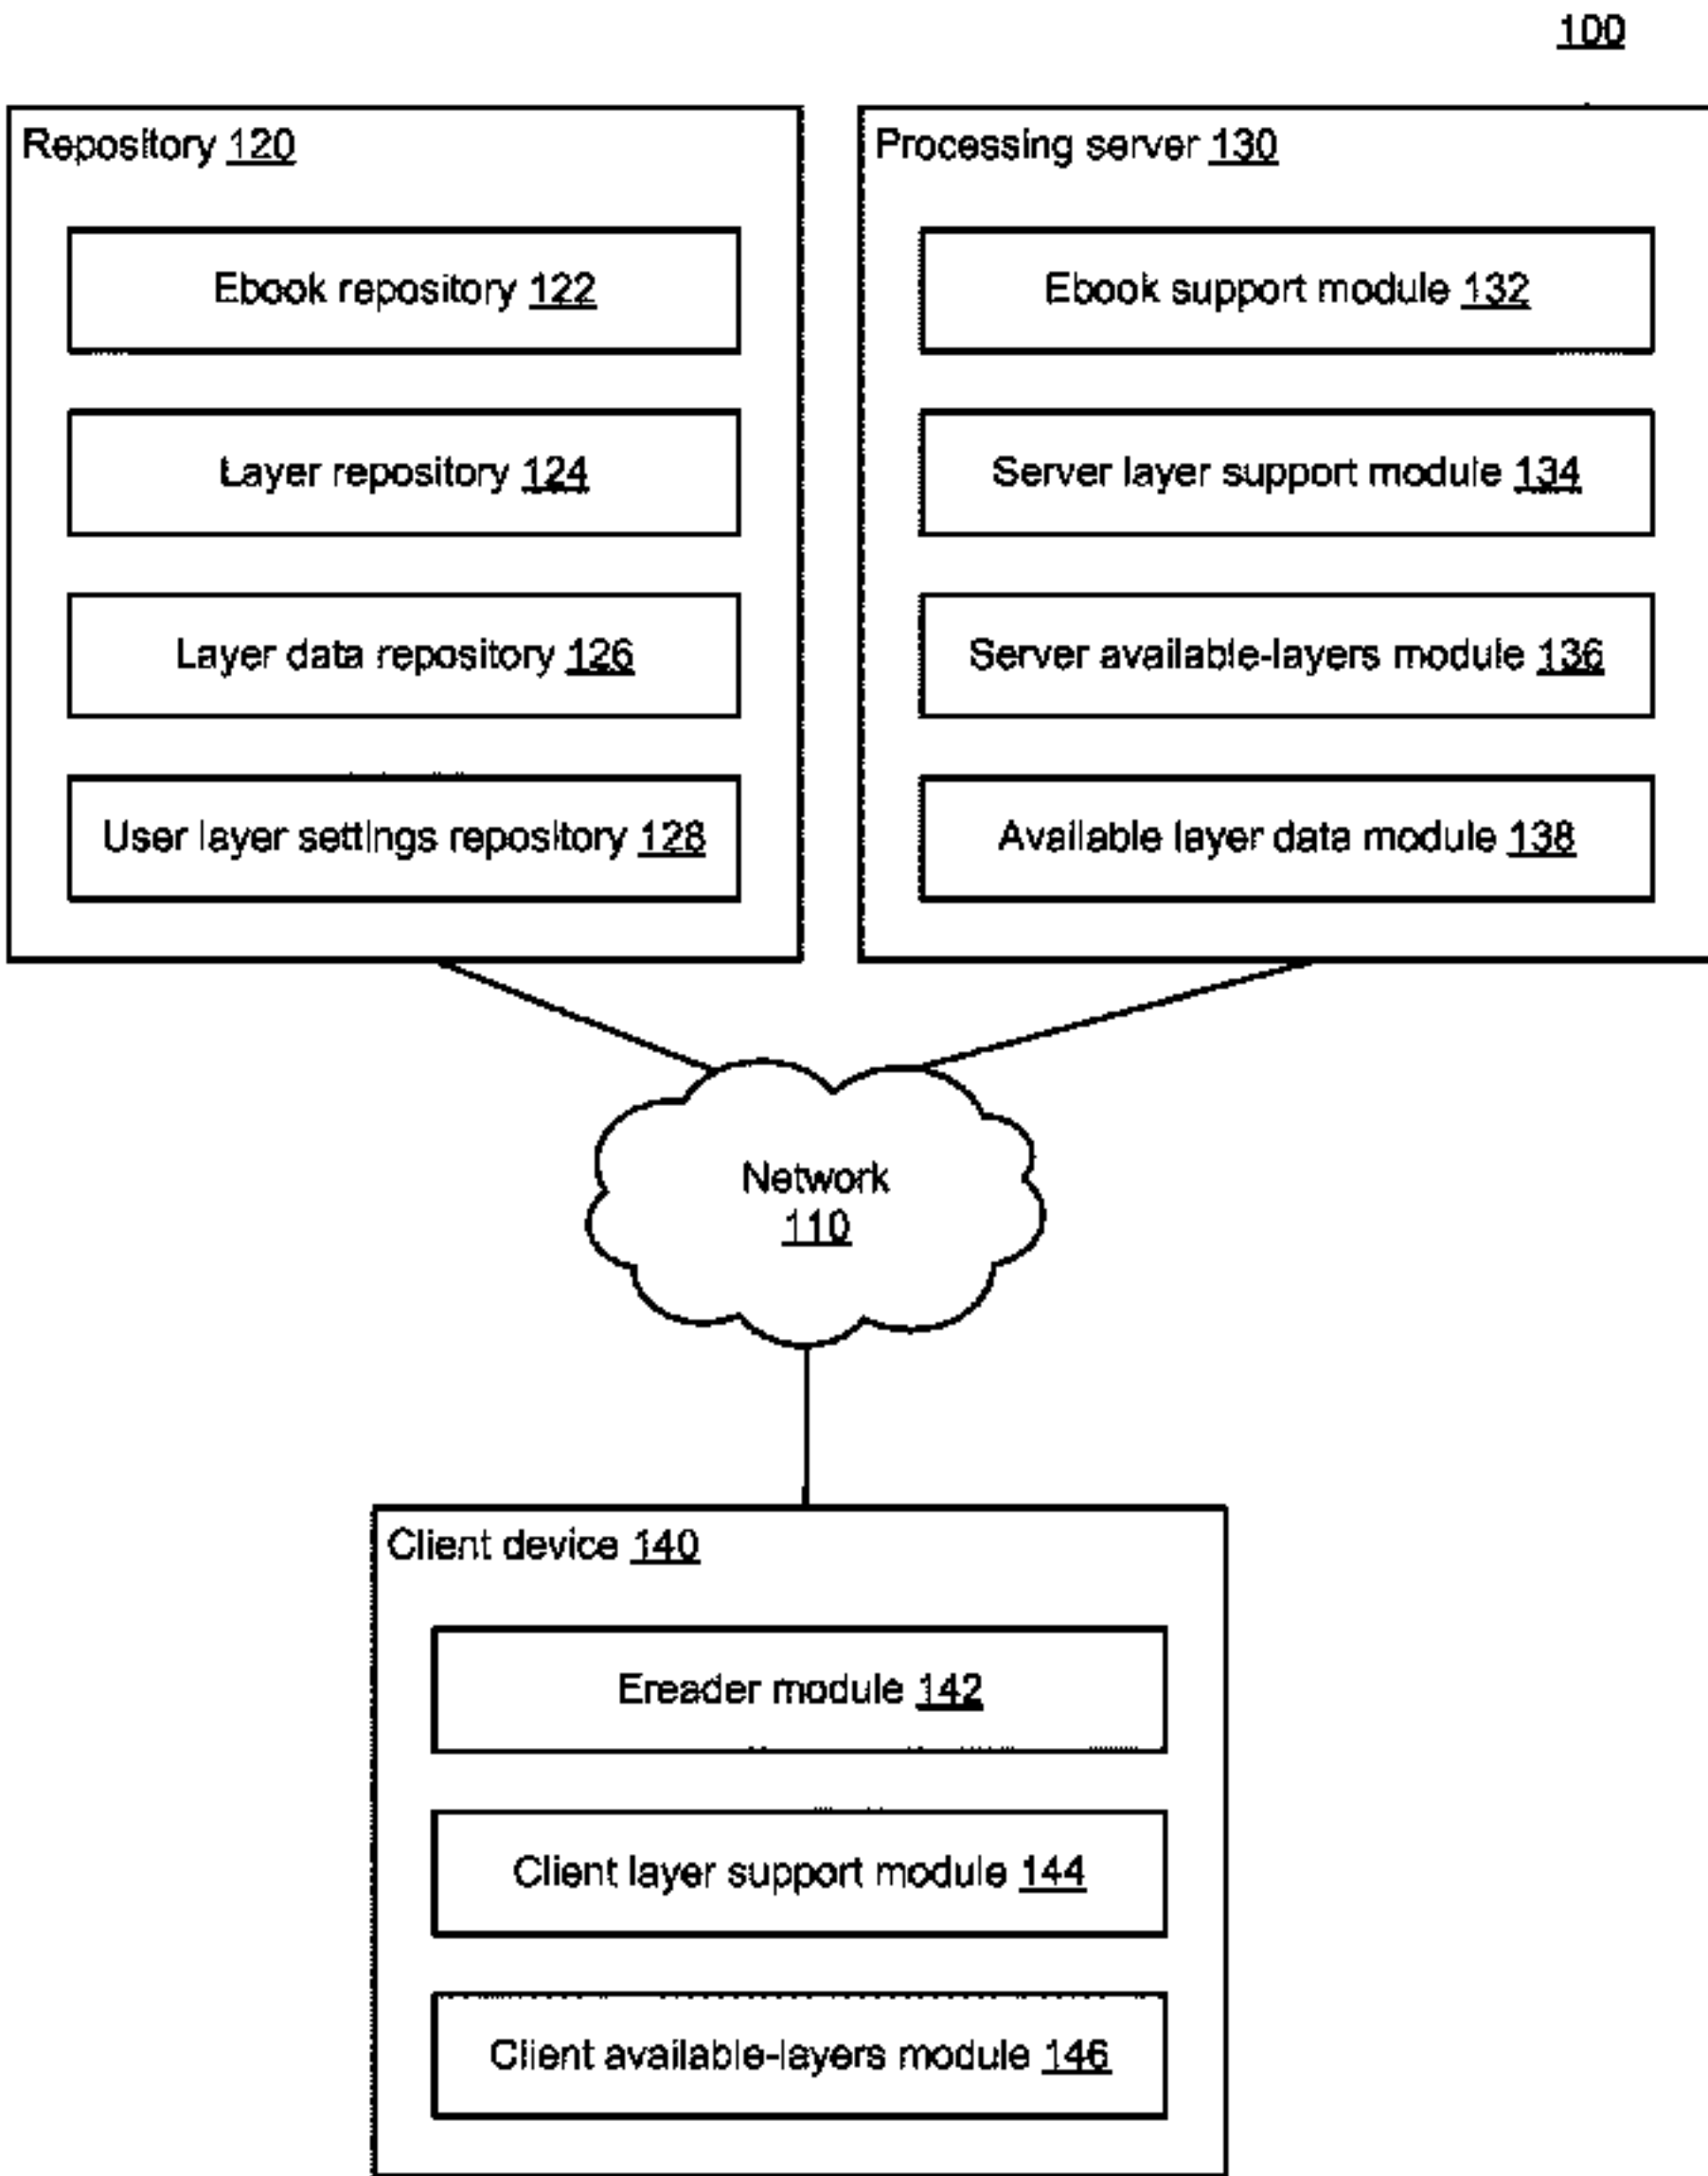 100
Repository 120
Ebook repository 122
Layer repository 124
Layer data repository 126
User layer settings repository 128
Processing server 130
Ebook support module 132
Server layer support module 134
Server available-layers module 136
Available layer data module 138
Network
110
Client device 140
Ereader module 142
Client layer support module 144
Client available-layers module 146